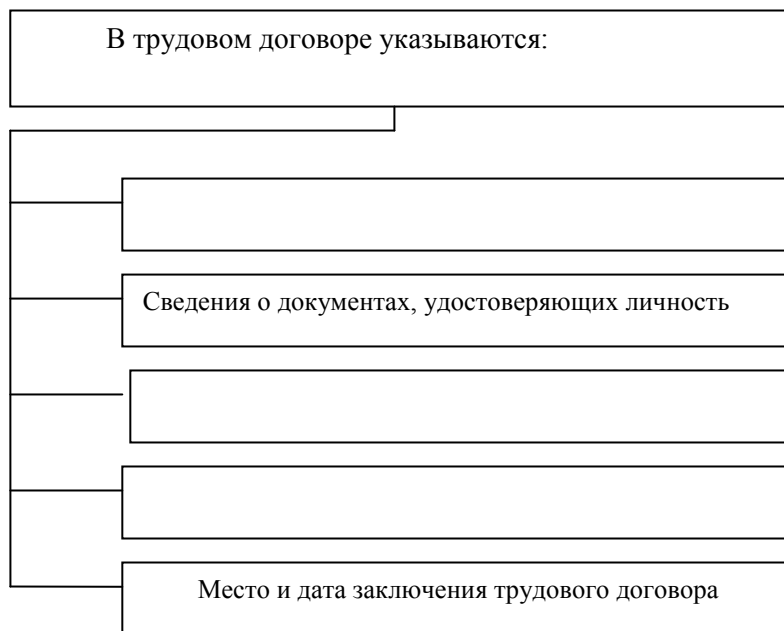 В трудовом договоре указываются:
Сведения о документах, удостоверяющих личность
Место и дата заключения трудового договора